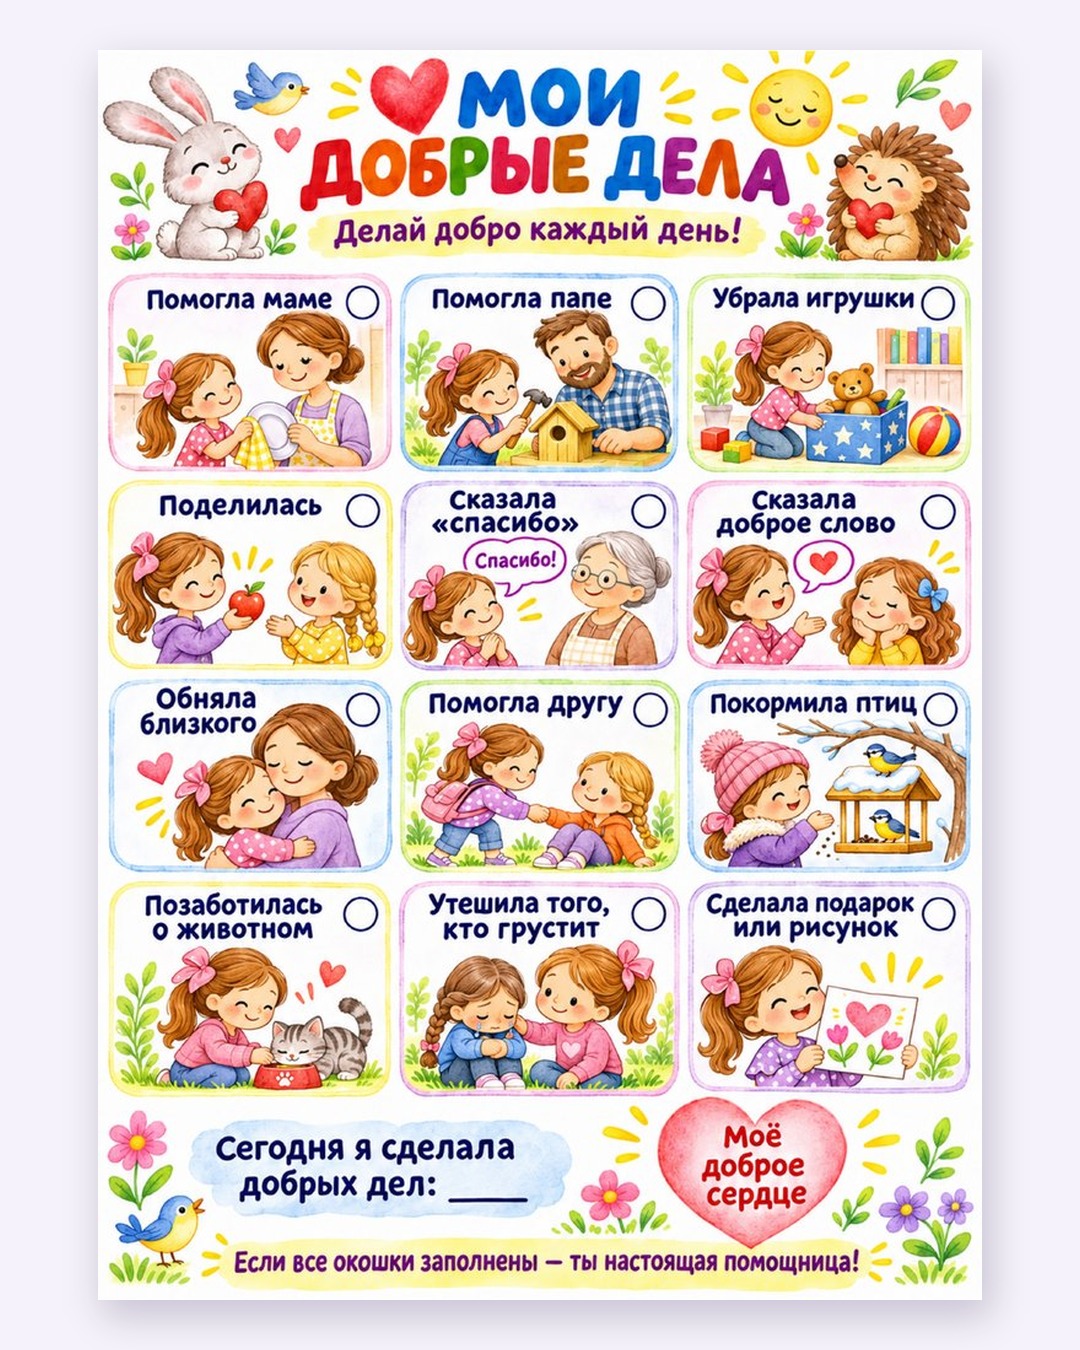 МОИ
ДОБРЫЕ ДЕЛА
Делай добро каждый день!
Помогла маме
Помогла папе
Убрала игрушки
Поделилась
Сказала
«спасибо»
Спасибо!
Сказала
доброе слово
Обняла
близкого
Помогла другу
Покормила птиц
Позаботилась
о животном
Утешила того,
кто грустит
Сделала подарок
или рисунок
Сегодня я сделала
добрых дел: ____
Моё
доброе
сердце
Если все окошки заполнены – ты настоящая помощница!